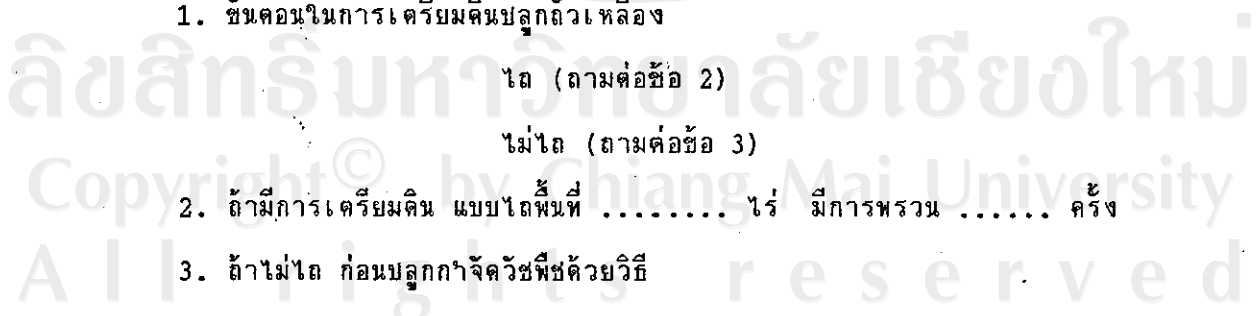 1. ขั้นตอนในการเตรียมดินปลูกถั่วเหลือง
ไถ (ถามต่อข้อ 2)
ลิขสิทธิ์มหาวิทยาลัยเชียงใหม่
ไม่ไถ (ถามต่อข้อ 3)
Copyright© by Chiang Mai University
2. ถ้ามีการเตรียมดิน แบบไถพื้นที่ ........ ไร่ มีการพรวน ...... ครั้ง
3. ถ้าไม่ไถ ก่อนปลูกกำจัดวัชพืชด้วยวิธี
All rights reserved